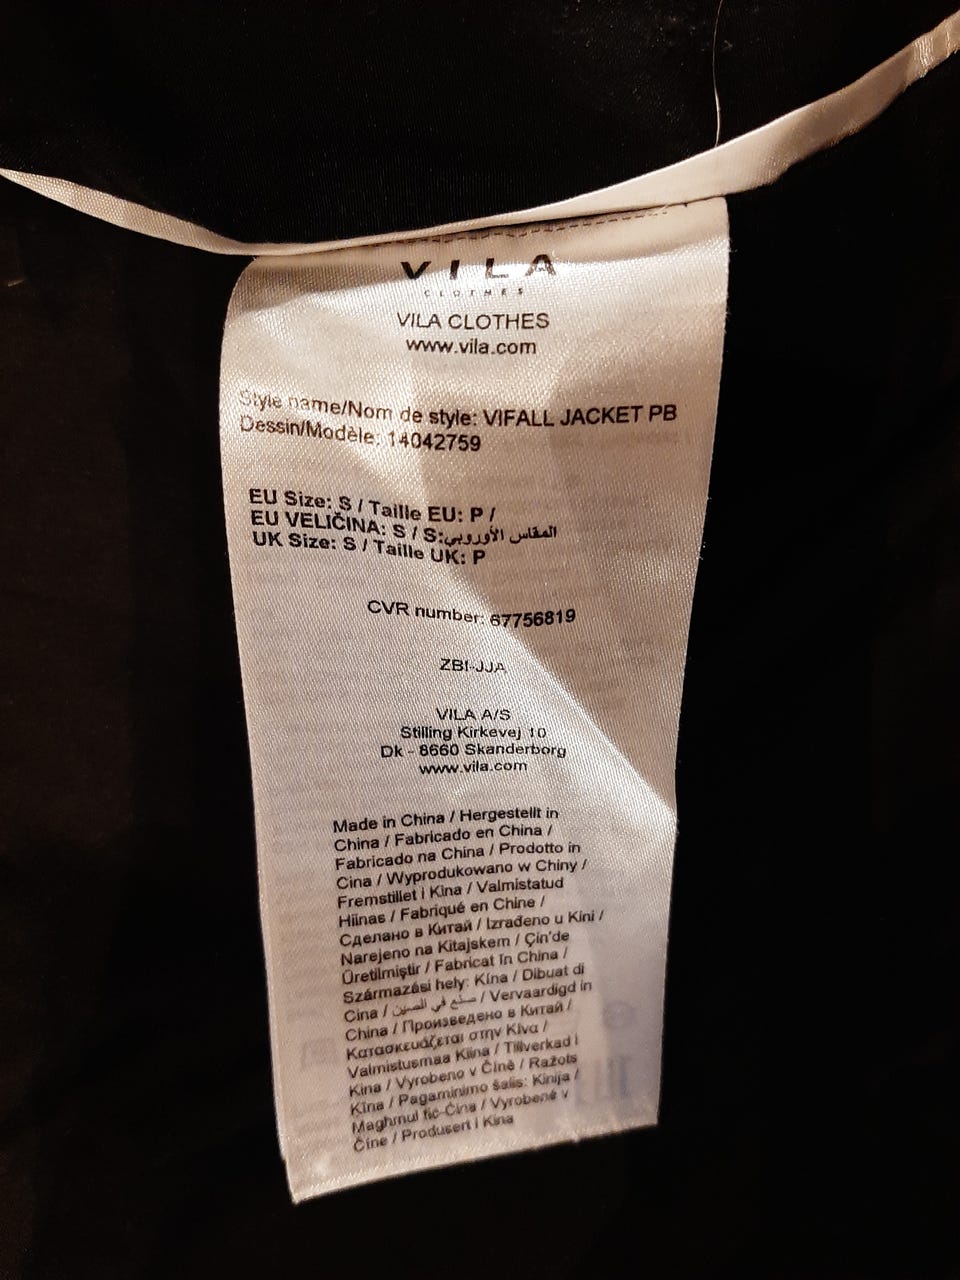 VILA
CLOTHES
VILA CLOTHES
www.vila.com
Style name/Nom de style: VIFALL JACKET PB
Dessin/Modèle: 14042759
EU Size: S / Taille EU: P /
EU VELIČINA: S / S:المقاس الأوروبي
UK Size: S / Taille UK: P
CVR number: 67756819
ZBI-JJA
VILA A/S
Stilling Kirkevej 10
Dk - 8660 Skanderborg
www.vila.com
Made in China / Hergestellt in
China / Fabricado en China /
Fabricado na China / Prodotto in
Cina / Wyprodukowano w Chiny /
Fremstillet i Kina / Valmistatud
Hiinas / Fabriqué en Chine /
Сделано в Китай / Izrađeno u Kini /
Narejeno na Kitajskem / Çin'de
Üretilmiştir / Fabricat în China /
Származási hely: Kína / Dibuat di
Cina / صنع في الصين / Vervaardigd in
China / Произведено в Китай /
Κατασκευάζεται στην Κίνα /
Valmistusmaa Kiina / Tillverkad i
Kina / Vyrobeno v Číně / Ražots
Ķīna / Pagaminimo šalis: Kinija /
Magħmul fiċ-Ċina / Vyrobené v
Číne / Produsert i Kina